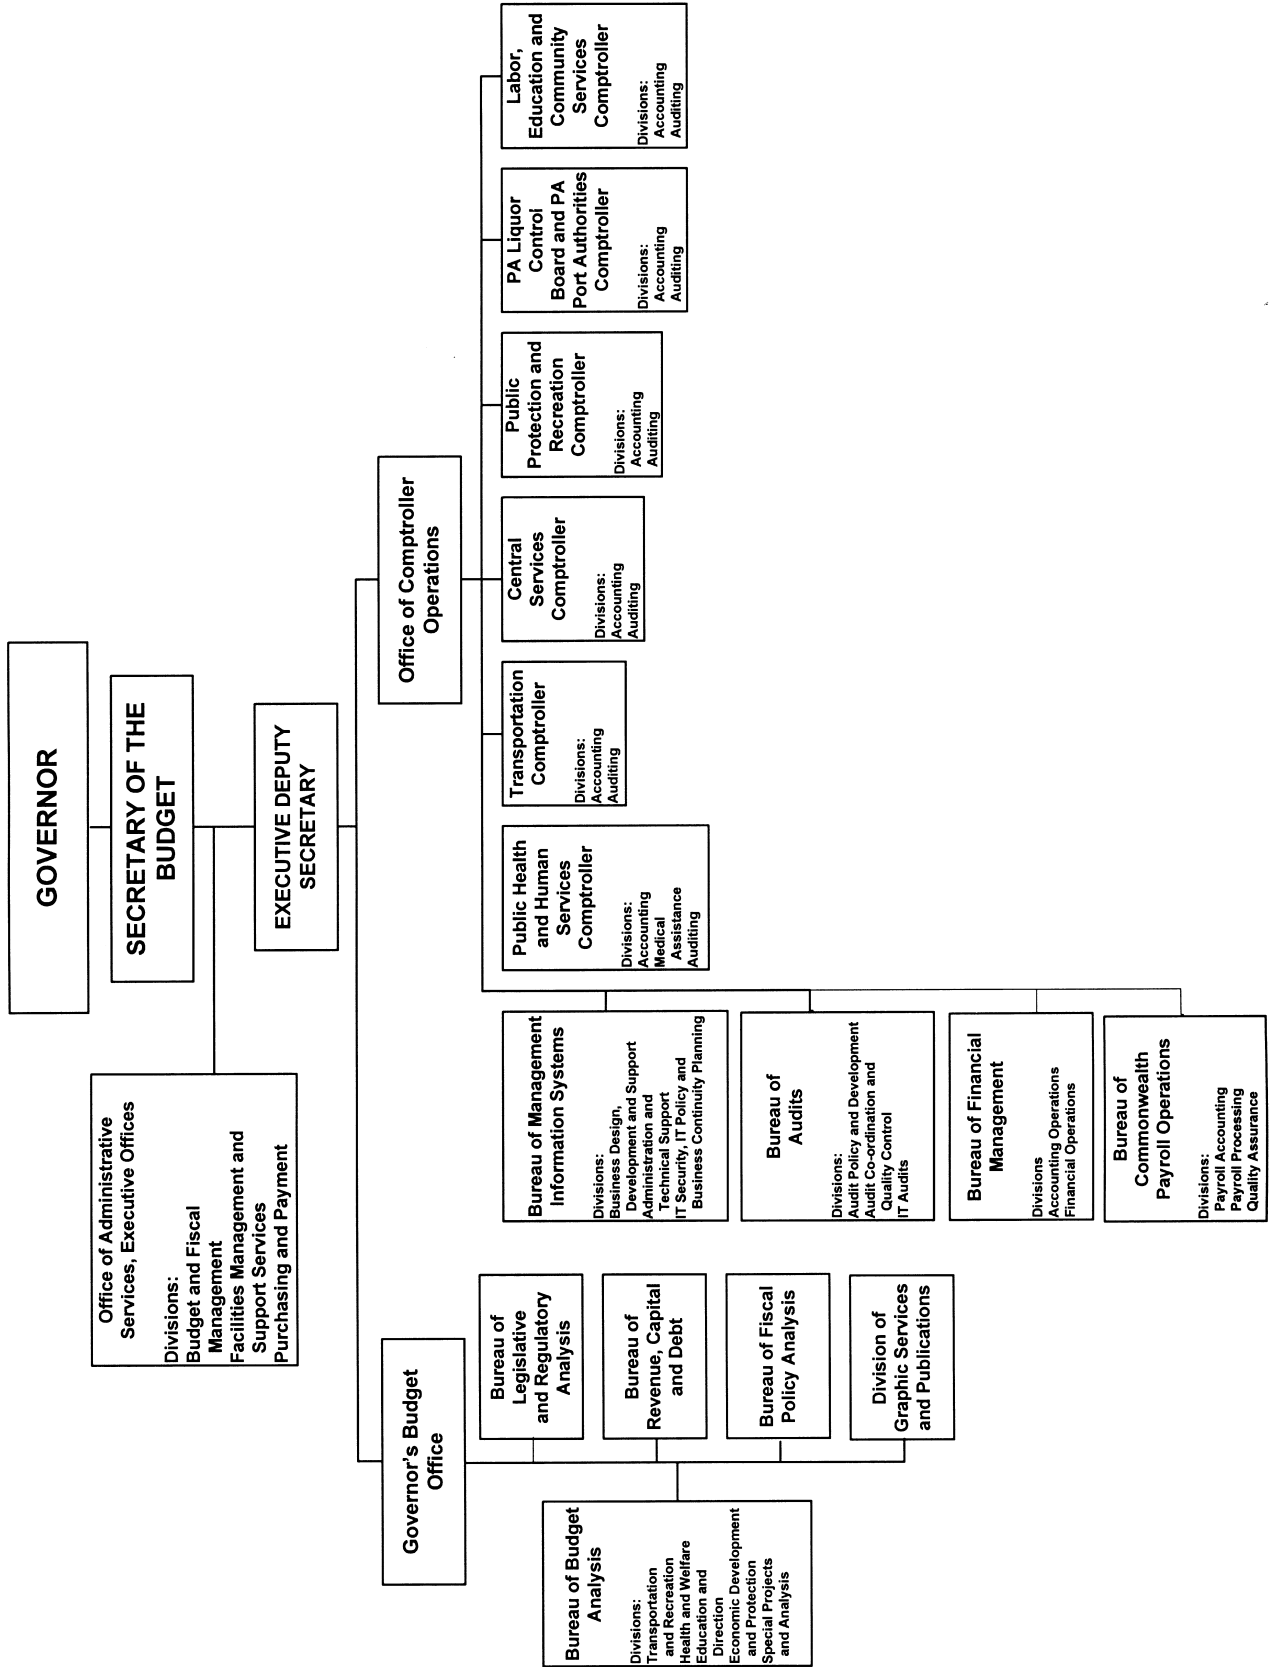 GOVERNOR
SECRETARY OF THE
BUDGET
Office of Administrative
Services, Executive Offices
Divisions:
Budget and Fiscal
Management
Facilities Management and
Support Services
Purchasing and Payment
EXECUTIVE DEPUTY
SECRETARY
Governor's Budget
Office
Office of Comptroller
Operations
Bureau of Budget
Analysis
Divisions:
Transportation
and Recreation
Health and Welfare
Education and
Direction
Economic Development
and Protection
Special Projects
and Analysis
Bureau of
Legislative
and Regulatory
Analysis
Bureau of
Revenue, Capital
and Debt
Bureau of Fiscal
Policy Analysis
Division of
Graphic Services
and Publications
Bureau of Management
Information Systems
Divisions:
Business Design,
Development and Support
Administration and
Technical Support
IT Security, IT Policy and
Business Continuity Planning
Bureau of
Audits
Divisions:
Audit Policy and Development
Audit Co-ordination and
Quality Control
IT Audits
Bureau of Financial
Management
Divisions
Accounting Operations
Financial Operations
Bureau of
Commonwealth
Payroll Operations
Divisions:
Payroll Accounting
Payroll Processing
Quality Assurance
Public Health
and Human
Services
Comptroller
Divisions:
Accounting
Medical
Assistance
Auditing
Transportation
Comptroller
Divisions:
Accounting
Auditing
Central
Services
Comptroller
Divisions:
Accounting
Auditing
Public
Protection and
Recreation
Comptroller
Divisions:
Accounting
Auditing
PA Liquor
Control
Board and PA
Port Authorities
Comptroller
Divisions:
Accounting
Auditing
Labor,
Education and
Community
Services
Comptroller
Divisions:
Accounting
Auditing